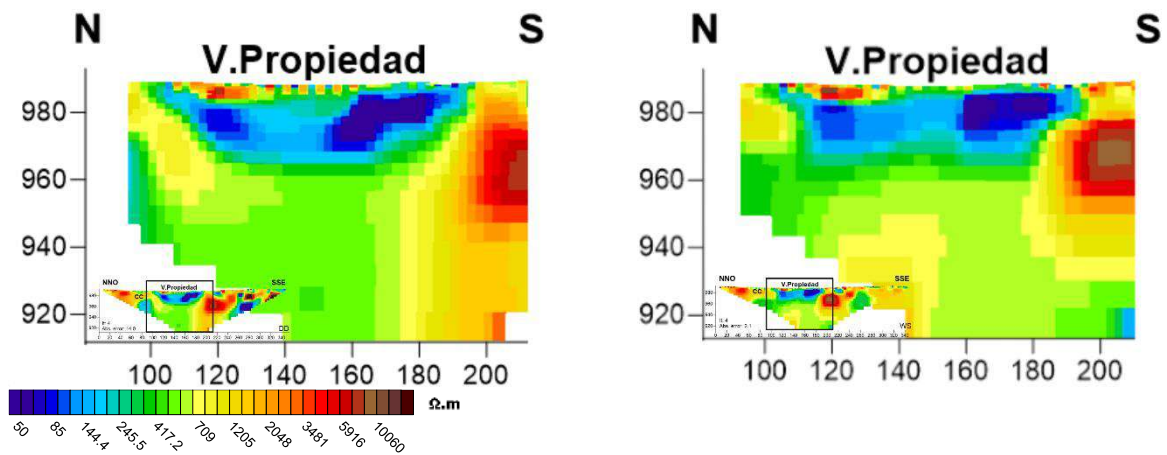 N S
V.Propiedad
980
960
940
920
100 120 140 160 180 200
NNO SSE
V.Propiedad
CC
DD
50 85 144.4 245.5 417.2 709 1205 2048 3481 5916 10060 Ω.m
N S
V.Propiedad
980
960
940
920
100 120 140 160 180 200
NNO SSE
V.Propiedad
CC
WS